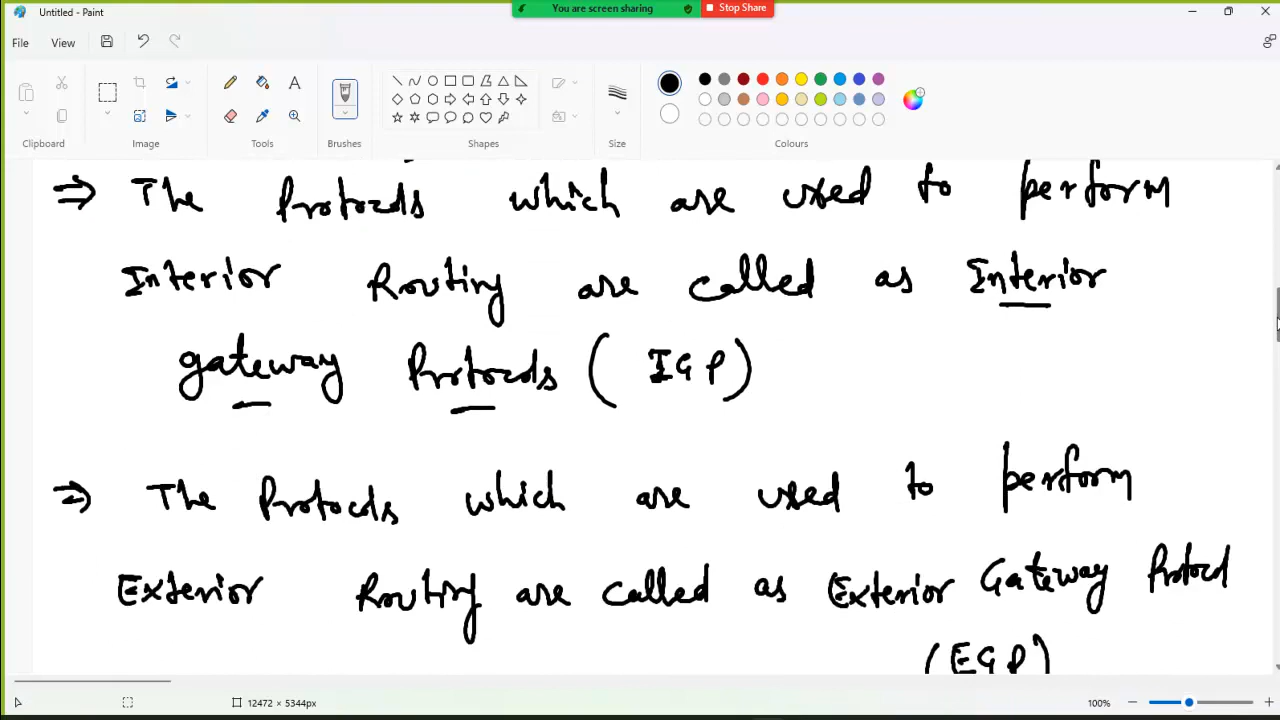 Untitled - Paint
You are screen sharing
Stop Share
File View
Clipboard Image Tools Brushes Shapes Size Colours
⇒ The Protocols which are used to perform
Interior Routing are called as Interior
gateway Protocols ( IGP )
⇒ The Protocols which are used to perform
Exterior Routing are called as Exterior Gateway Protocol
(EGP)
12472 × 5344px
100%